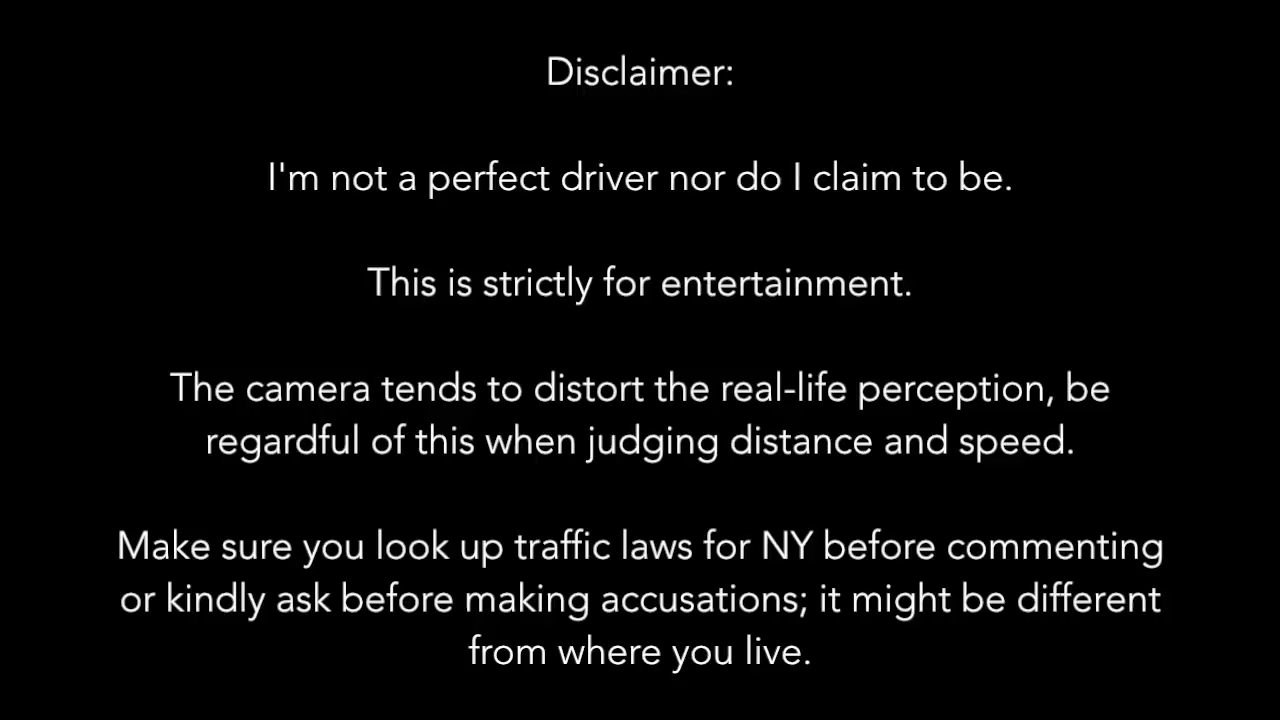 Disclaimer:
I'm not a perfect driver nor do I claim to be.
This is strictly for entertainment.
The camera tends to distort the real-life perception, be
regardful of this when judging distance and speed.
Make sure you look up traffic laws for NY before commenting
or kindly ask before making accusations; it might be different
from where you live.